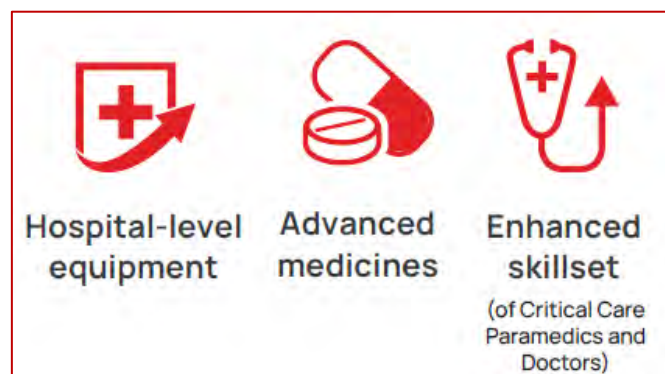 Hospital-level
equipment
Advanced
medicines
Enhanced
skillset
(of Critical Care
Paramedics and
Doctors)